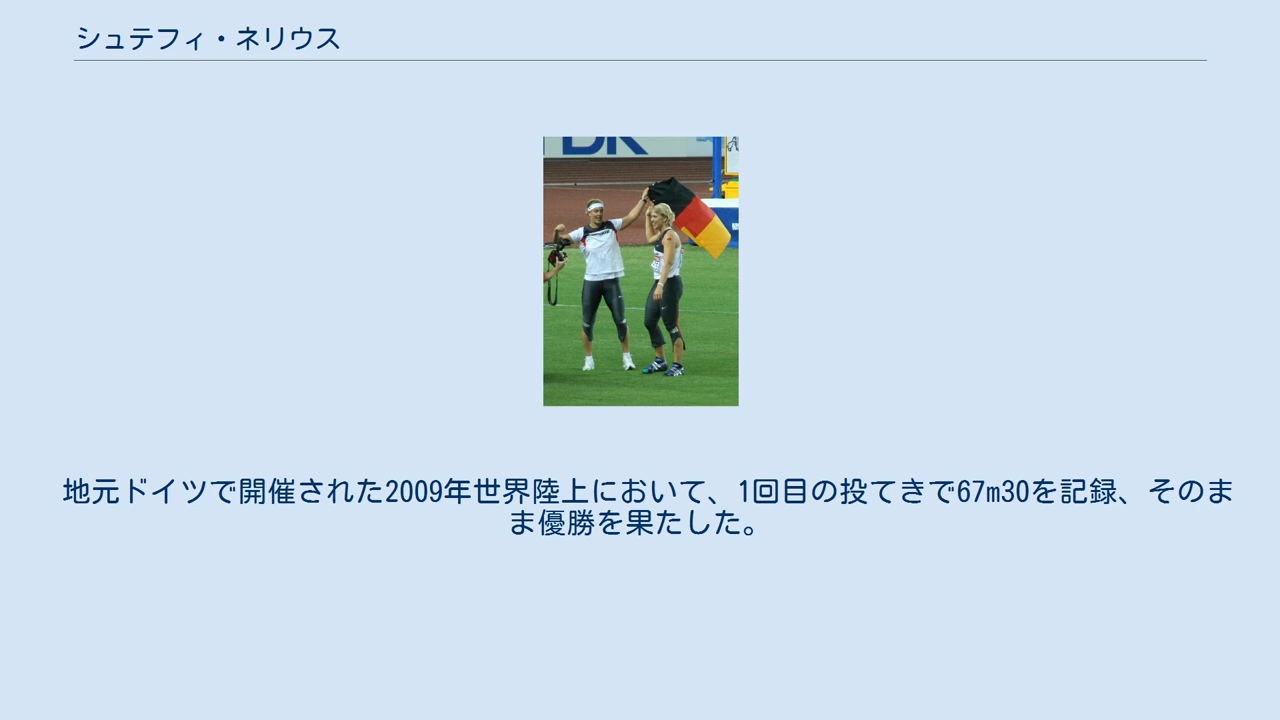 シュテフィ・ネリウス
DK
地元ドイツで開催された2009年世界陸上において、1回目の投てきで67m30を記録、そのま
ま優勝を果たした。